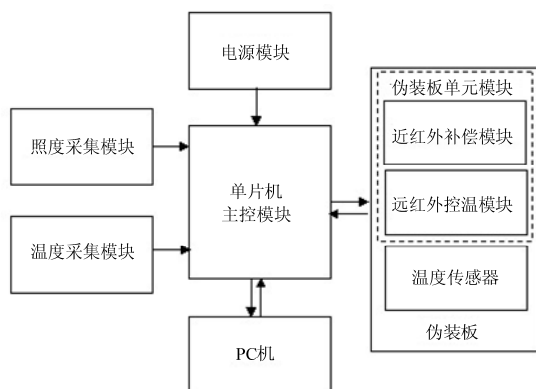 电源模块
照度采集模块
温度采集模块
单片机
主控模块
PC机
伪装板单元模块
近红外补偿模块
远红外控温模块
温度传感器
伪装板